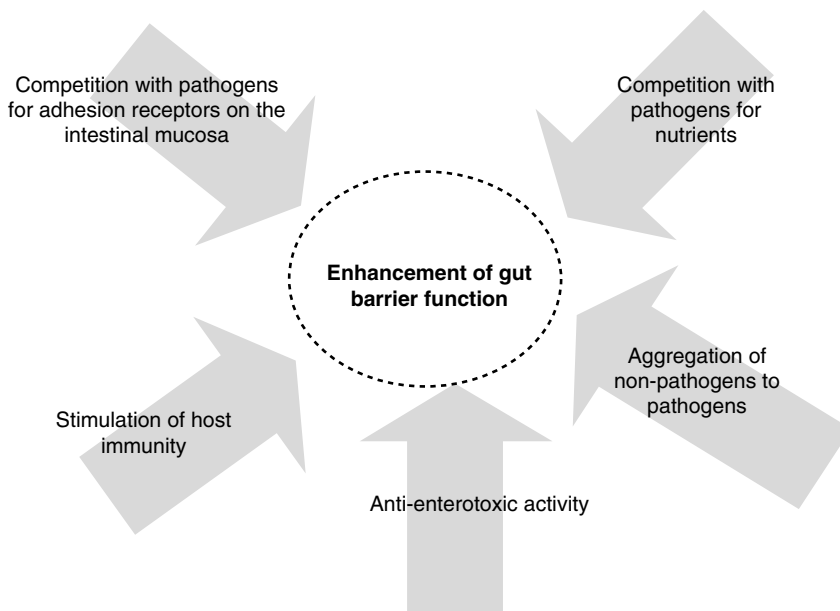 Competition with pathogens
for adhesion receptors on the
intestinal mucosa
Competition with
pathogens for
nutrients
Enhancement of gut
barrier function
Aggregation of
non-pathogens to
pathogens
Stimulation of host
immunity
Anti-enterotoxic activity